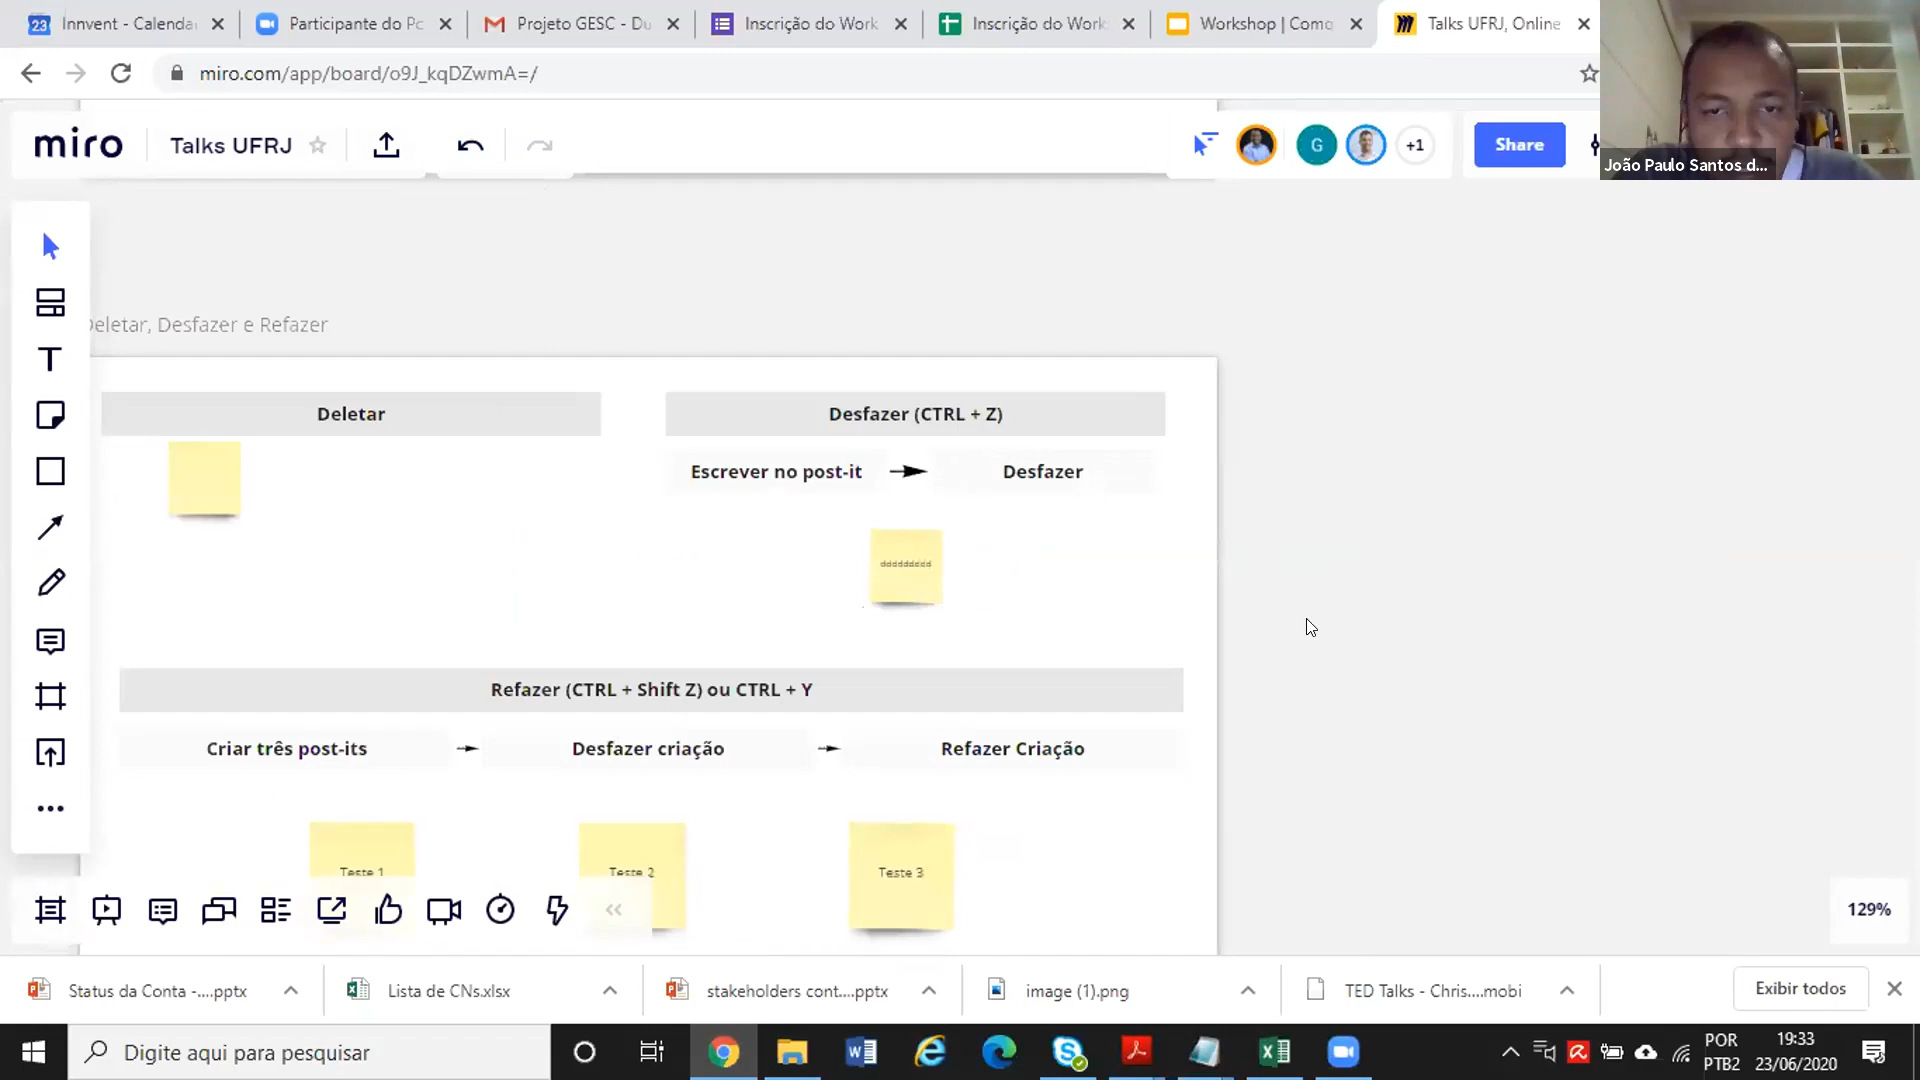 23
Innvent - Calenda
Participante do Pc
Projeto GESC - Du
Inscrição do Work
Inscrição do Work
Workshop | Como
Talks UFRJ, Online
miro.com/app/board/o9J_kqDZwmA=/
miro
Talks UFRJ
G
+1
Share
João Paulo Santos d...
Deletar, Desfazer e Refazer
Deletar
Desfazer (CTRL + Z)
Escrever no post-it
Desfazer
ddddddddd
Refazer (CTRL + Shift Z) ou CTRL + Y
Criar três post-its
Desfazer criação
Refazer Criação
Teste 1
Teste 2
Teste 3
129%
Status da Conta -....pptx
Lista de CNs.xlsx
stakeholders cont....pptx
image (1).png
TED Talks - Chris....mobi
Exibir todos
Digite aqui para pesquisar
POR
PTB2
19:33
23/06/2020